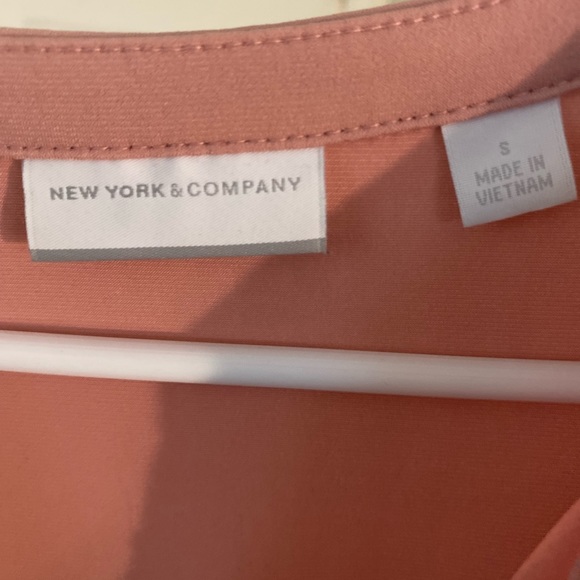 NEW YORK & COMPANY
S
MADE IN
VIETNAM